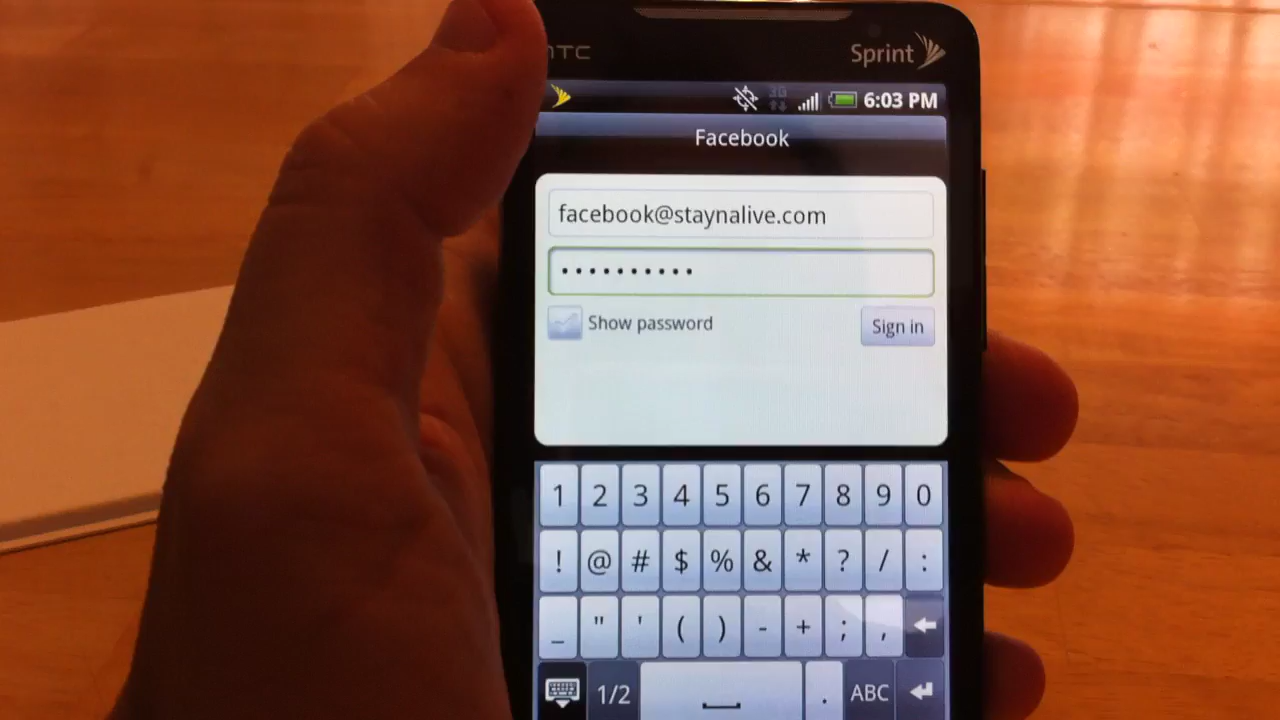 HTC
Sprint
3G
6:03 PM
Facebook
facebook@staynalive.com
••••••••••
Show password
Sign in
1 2 3 4 5 6 7 8 9 0
! @ # $ % & * ? / :
_ " ' ( ) - + ; ,
1/2 . ABC